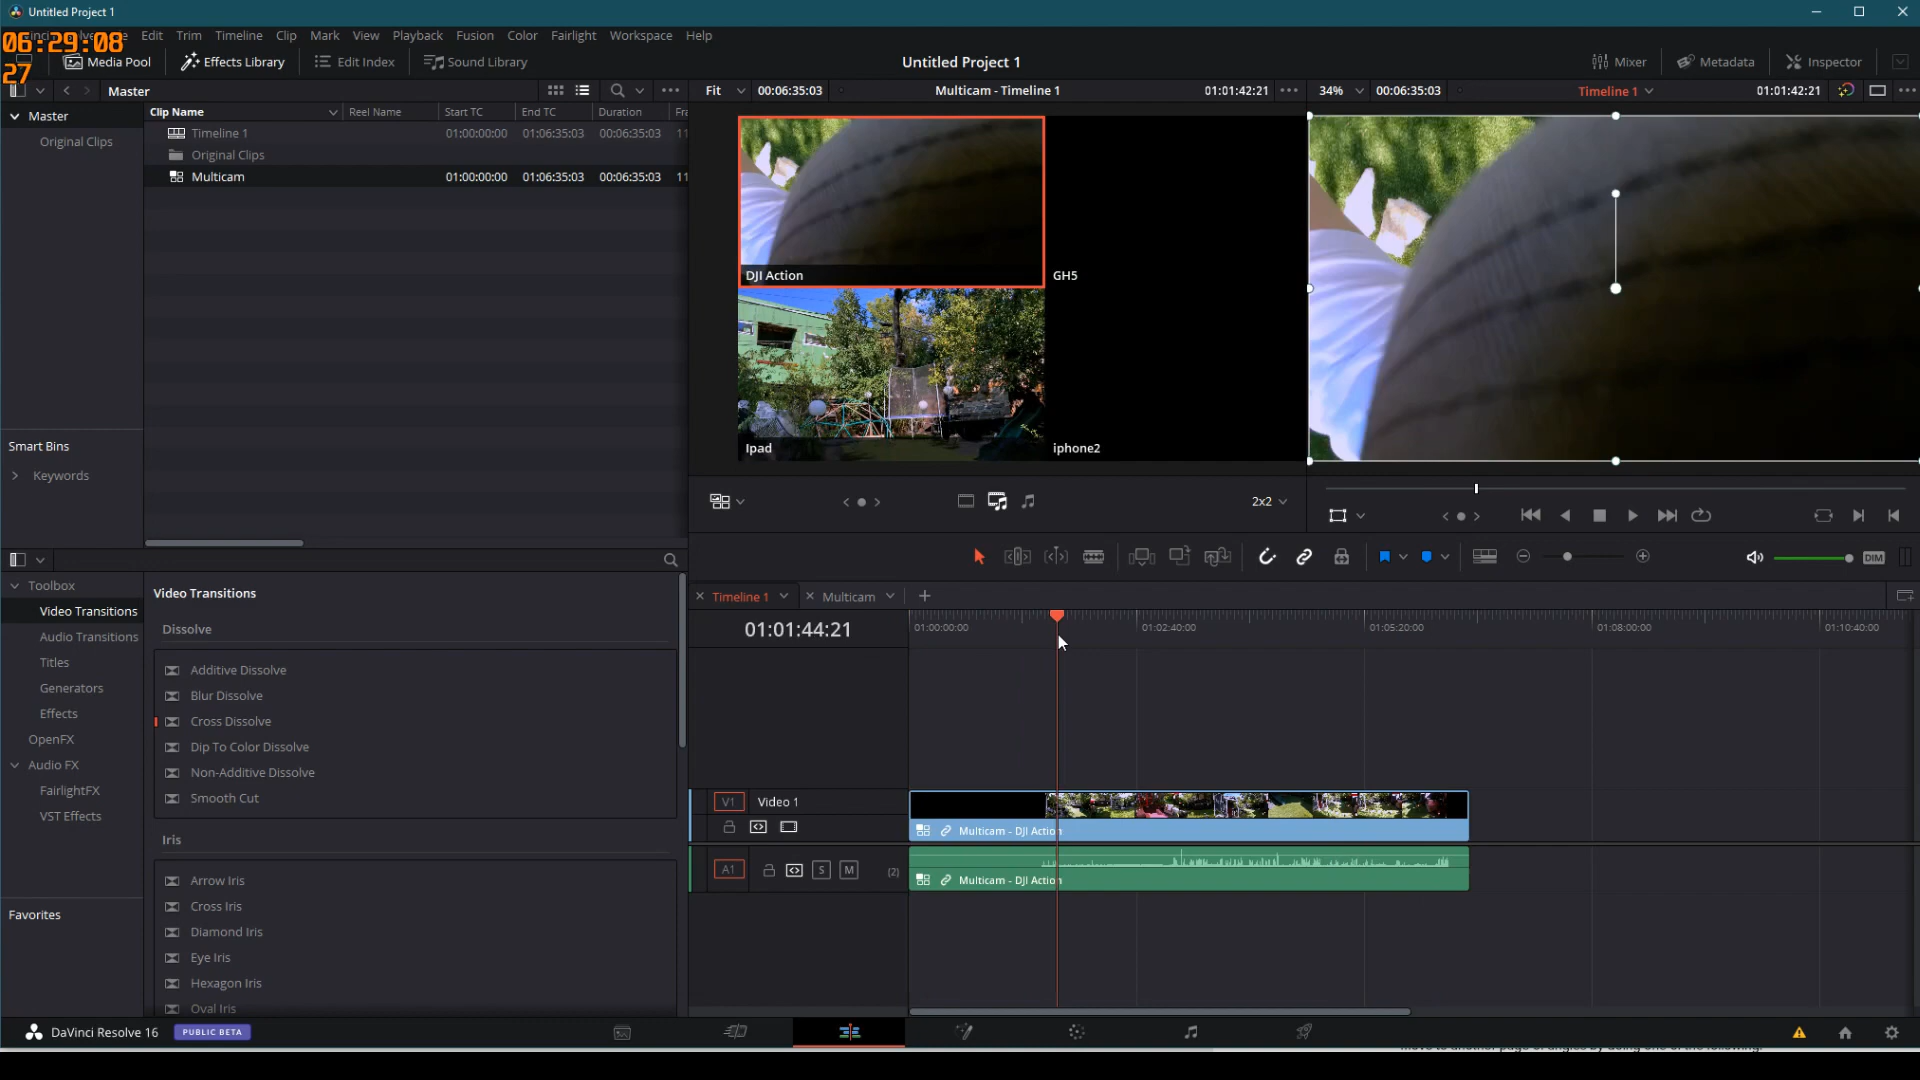 Untitled Project 1
06:29:08
27
Edit Trim Timeline Clip Mark View Playback Fusion Color Fairlight Workspace Help
Media Pool Effects Library Edit Index Sound Library Untitled Project 1 Mixer Metadata Inspector
Master Fit 00:06:35:03 Multicam - Timeline 1 01:01:42:21 34% 00:06:35:03 Timeline 1 01:01:42:21
Master Clip Name Reel Name Start TC End TC Duration Fra
Timeline 1 01:00:00:00 01:06:35:03 00:06:35:03 11
Original Clips
Original Clips
Multicam 01:00:00:00 01:06:35:03 00:06:35:03 11
DJI Action GH5
Smart Bins
Ipad iphone2
Keywords
2x2
DIM
Toolbox
Video Transitions
Timeline 1 Multicam
Video Transitions
Dissolve
01:01:44:21 01:00:00:00 01:02:40:00 01:05:20:00 01:08:00:00 01:10:40:00
Audio Transitions
Titles
Additive Dissolve
Generators
Blur Dissolve
Effects
Cross Dissolve
OpenFX
Dip To Color Dissolve
Audio FX
Non-Additive Dissolve
FairlightFX
Smooth Cut
V1 Video 1
VST Effects
Multicam - DJI Action
Iris
A1 S M (2)
Arrow Iris
Multicam - DJI Action
Cross Iris
Favorites
Diamond Iris
Eye Iris
Hexagon Iris
Oval Iris
DaVinci Resolve 16 PUBLIC BETA